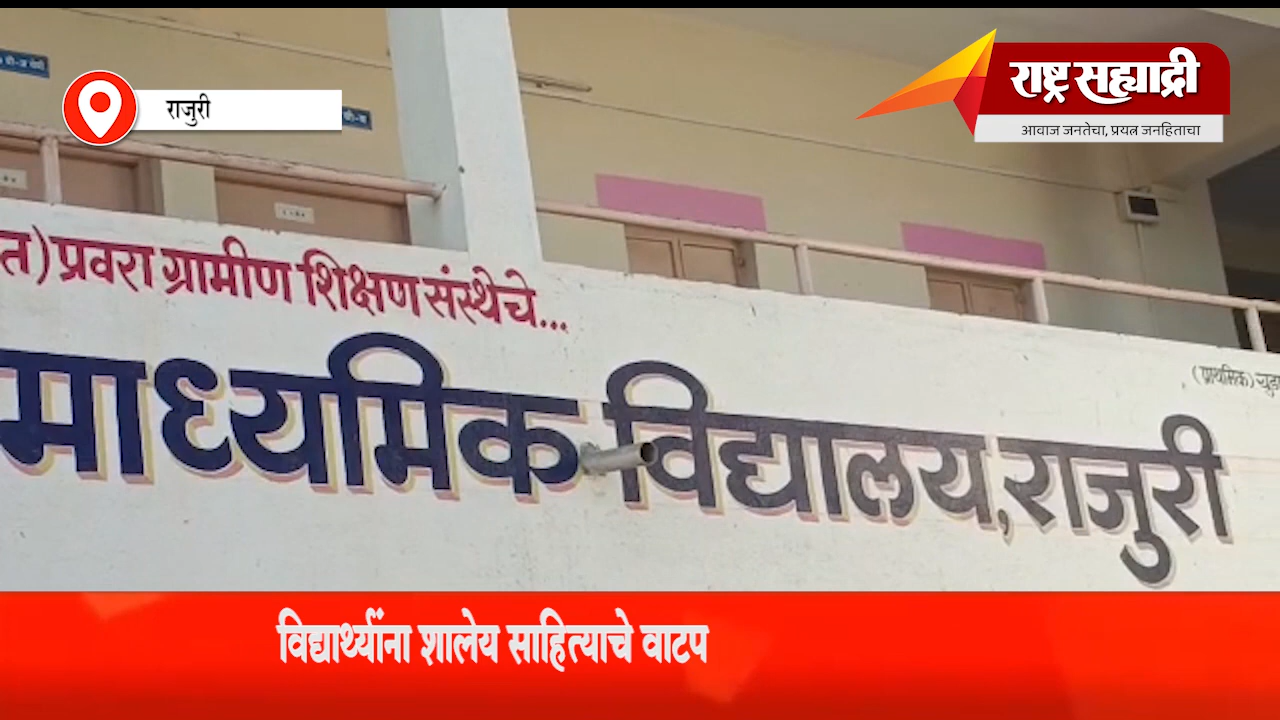 राजुरी
राष्ट्र सह्याद्री
आवाज जनतेचा, प्रयत्न जनहिताचा
त) प्रवरा ग्रामीण शिक्षण संस्थेचे...
(प्राथमिक)
माध्यमिक विद्यालय, राजुरी
विद्यार्थ्यांना शालेय साहित्याचे वाटप